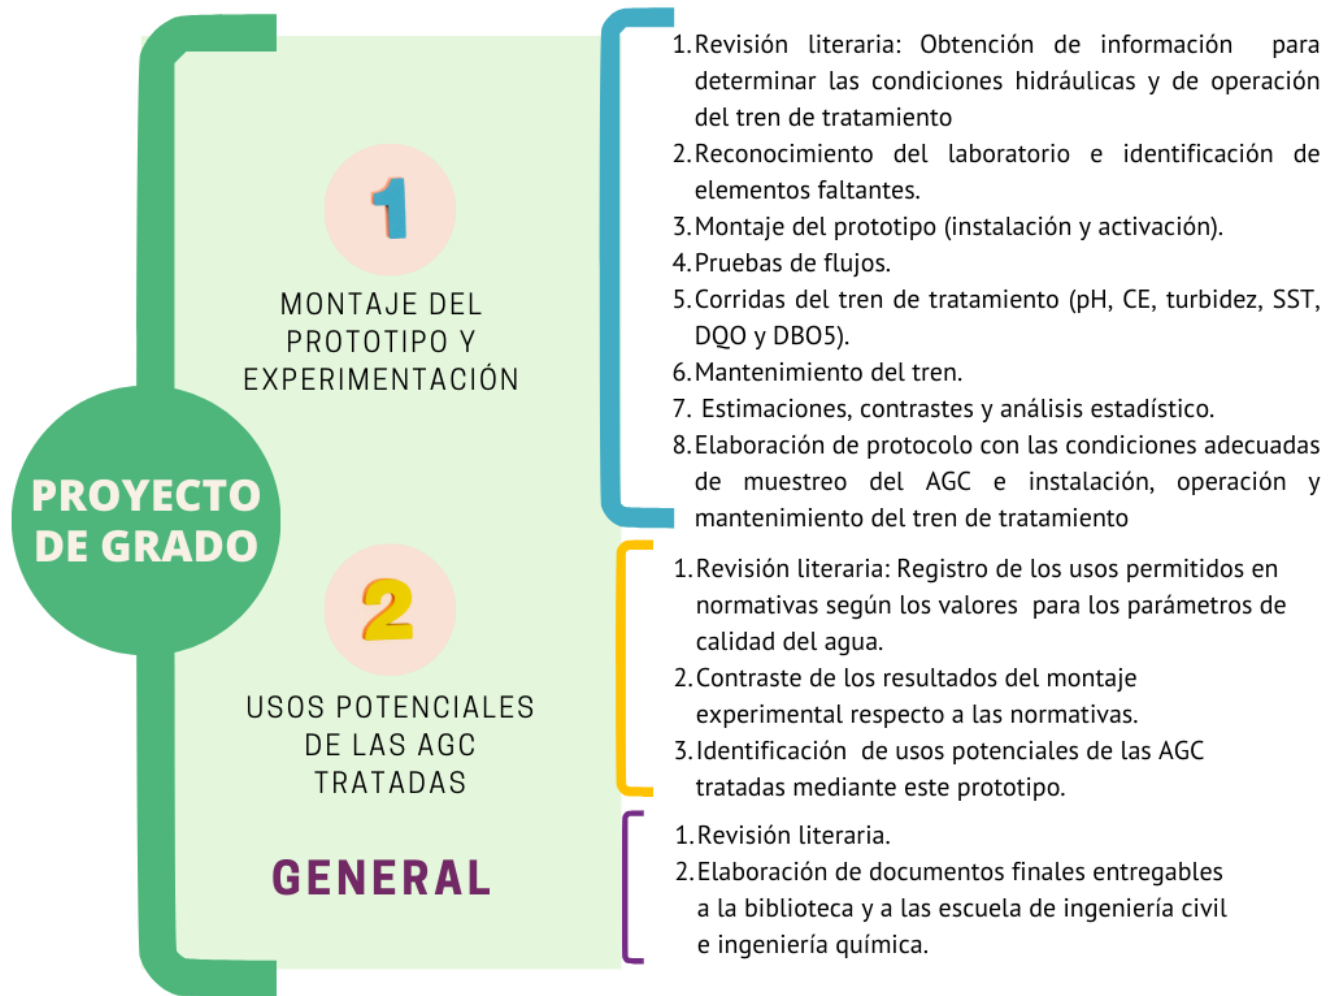 PROYECTO
DE GRADO
1
MONTAJE DEL
PROTOTIPO Y
EXPERIMENTACIÓN
1. Revisión literaria: Obtención de información para
determinar las condiciones hidráulicas y de operación
del tren de tratamiento
2. Reconocimiento del laboratorio e identificación de
elementos faltantes.
3. Montaje del prototipo (instalación y activación).
4. Pruebas de flujos.
5. Corridas del tren de tratamiento (pH, CE, turbidez, SST,
DQO y DBO5).
6. Mantenimiento del tren.
7. Estimaciones, contrastes y análisis estadístico.
8. Elaboración de protocolo con las condiciones adecuadas
de muestreo del AGC e instalación, operación y
mantenimiento del tren de tratamiento
2
USOS POTENCIALES
DE LAS AGC
TRATADAS
1. Revisión literaria: Registro de los usos permitidos en
normativas según los valores para los parámetros de
calidad del agua.
2. Contraste de los resultados del montaje
experimental respecto a las normativas.
3. Identificación de usos potenciales de las AGC
tratadas mediante este prototipo.
GENERAL
1. Revisión literaria.
2. Elaboración de documentos finales entregables
a la biblioteca y a las escuela de ingeniería civil
e ingeniería química.